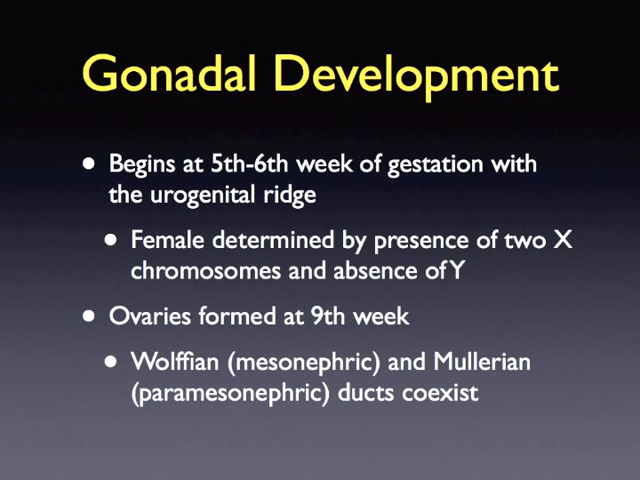 Gonadal Development
• Begins at 5th-6th week of gestation with
the urogenital ridge
• Female determined by presence of two X
chromosomes and absence of Y
• Ovaries formed at 9th week
• Wolffian (mesonephric) and Mullerian
(paramesonephric) ducts coexist